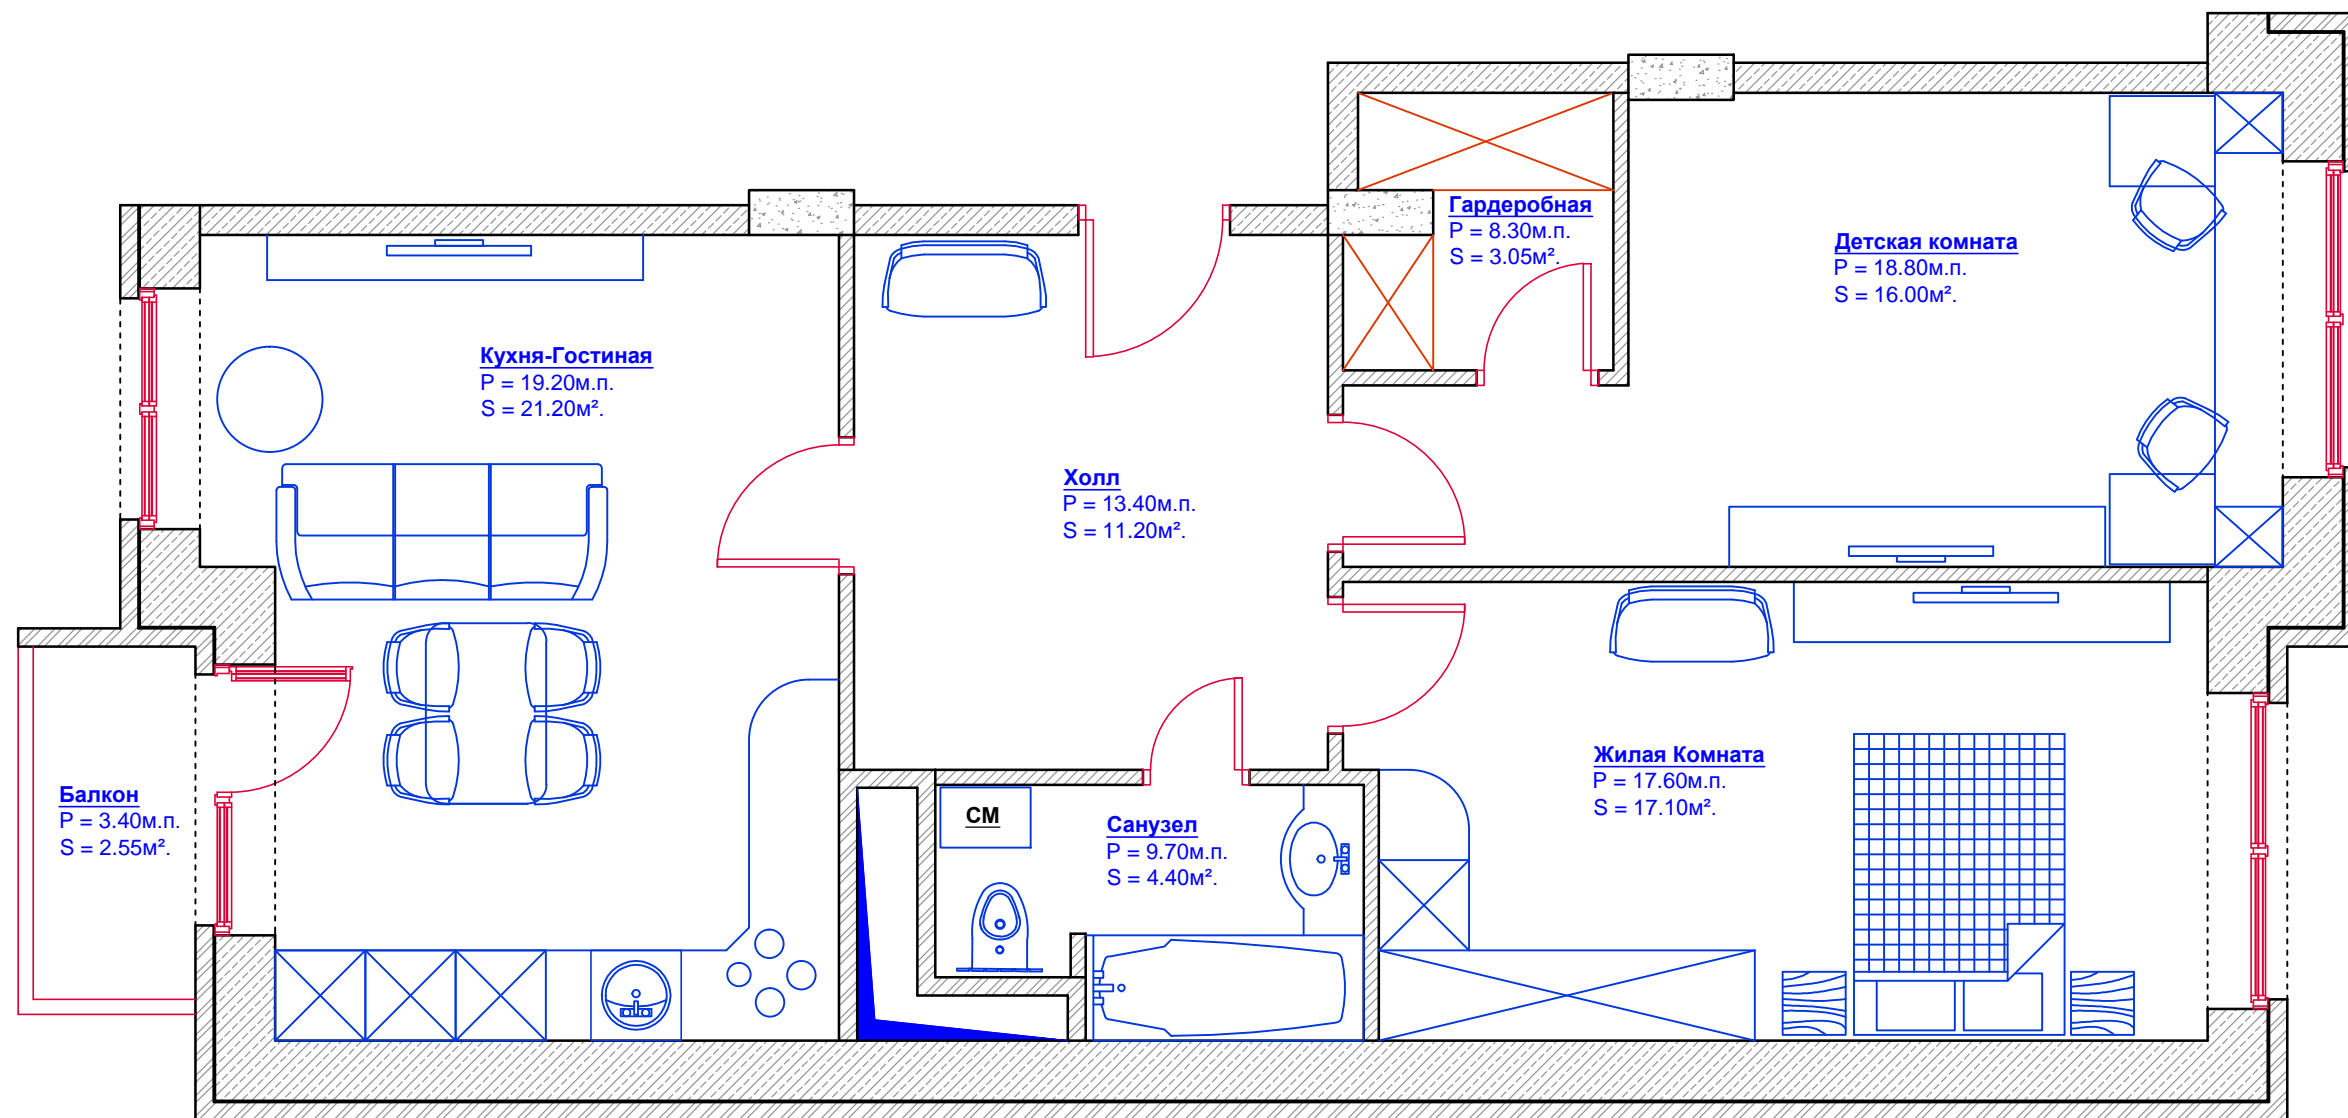 Гардеробная
P = 8.30м.п.
S = 3.05м².
Детская комната
P = 18.80м.п.
S = 16.00м².
Кухня-Гостиная
P = 19.20м.п.
S = 21.20м².
Холл
P = 13.40м.п.
S = 11.20м².
Жилая Комната
P = 17.60м.п.
S = 17.10м².
Балкон
P = 3.40м.п.
S = 2.55м².
СМ
Санузел
P = 9.70м.п.
S = 4.40м².